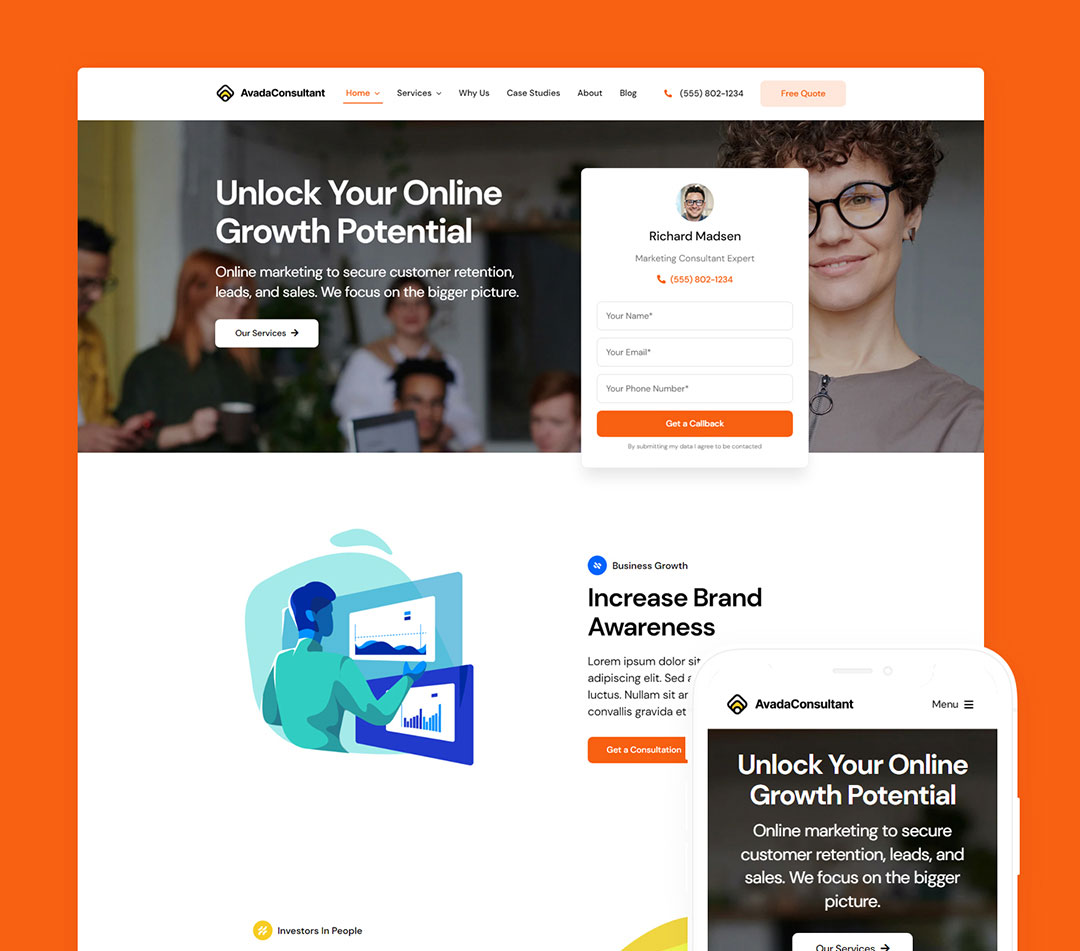 AvadaConsultant
Home
Services
Why Us
Case Studies
About
Blog
(555) 802-1234
Free Quote
Unlock Your Online
Growth Potential
Online marketing to secure customer retention,
leads, and sales. We focus on the bigger picture.
Our Services
Richard Madsen
Marketing Consultant Expert
(555) 802-1234
Your Name*
Your Email*
Your Phone Number*
Get a Callback
By submitting my data I agree to be contacted
Business Growth
Increase Brand
Awareness
Lorem ipsum dolor sit
adipiscing elit. Sed a
luctus. Nullam sit ar
convallis gravida et
Get a Consultation
AvadaConsultant
Menu
Unlock Your Online
Growth Potential
Online marketing to secure
customer retention, leads, and
sales. We focus on the bigger
picture.
Our Services
Investors In People